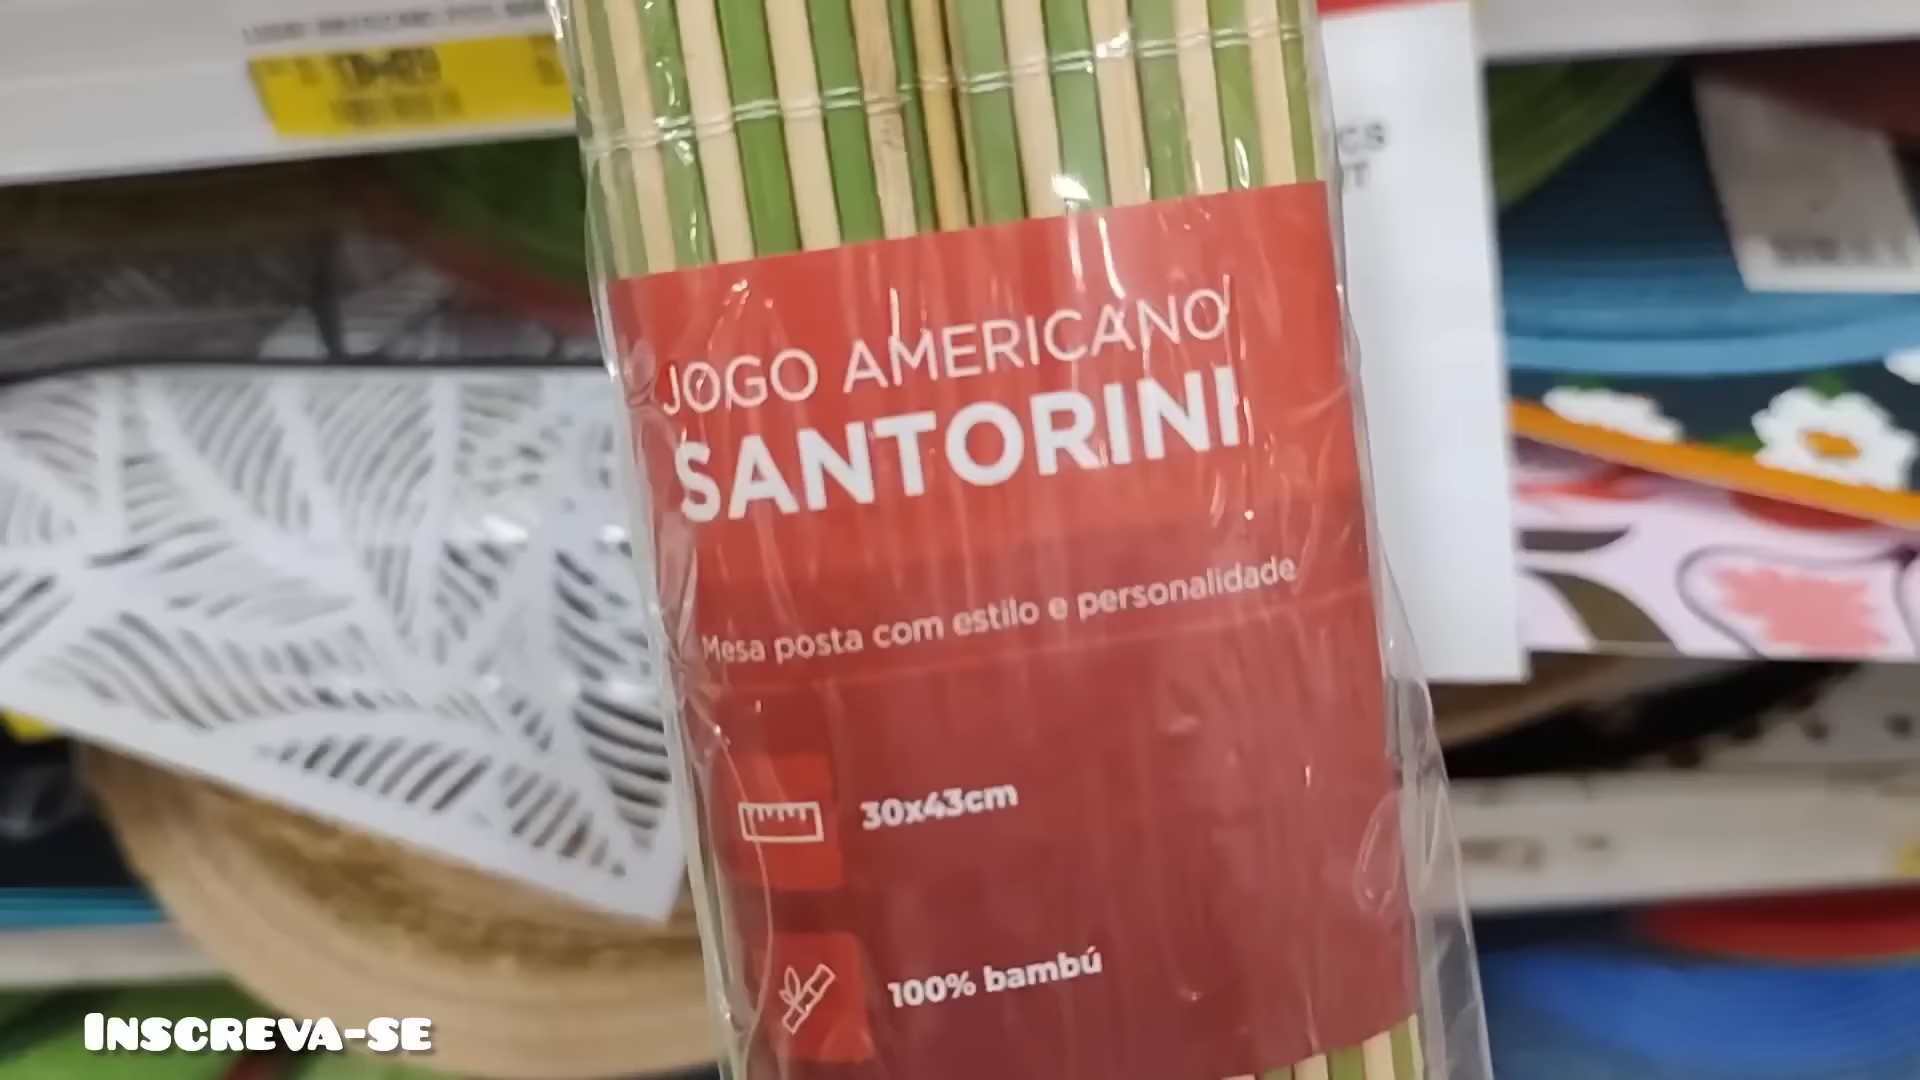 JOGO AMERICANO
SANTORINI
Mesa posta com estilo e personalidade
30x43cm
100% bambú
INSCREVA-SE